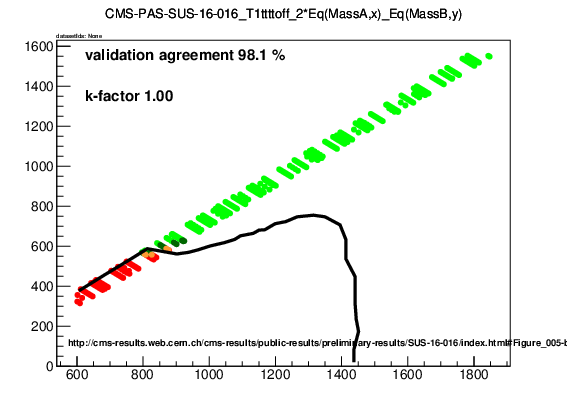 CMS-PAS-SUS-16-016_T1ttttoff_2*Eq(MassA,x)_Eq(MassB,y)
datasetIds: None
1600
validation agreement 98.1 %
1400
k-factor 1.00
1200
1000
800
600
400
200
http://cms-results.web.cern.ch/cms-results/public-results/preliminary-results/SUS-16-016/index.html#Figure_005-b
0
600 800 1000 1200 1400 1600 1800